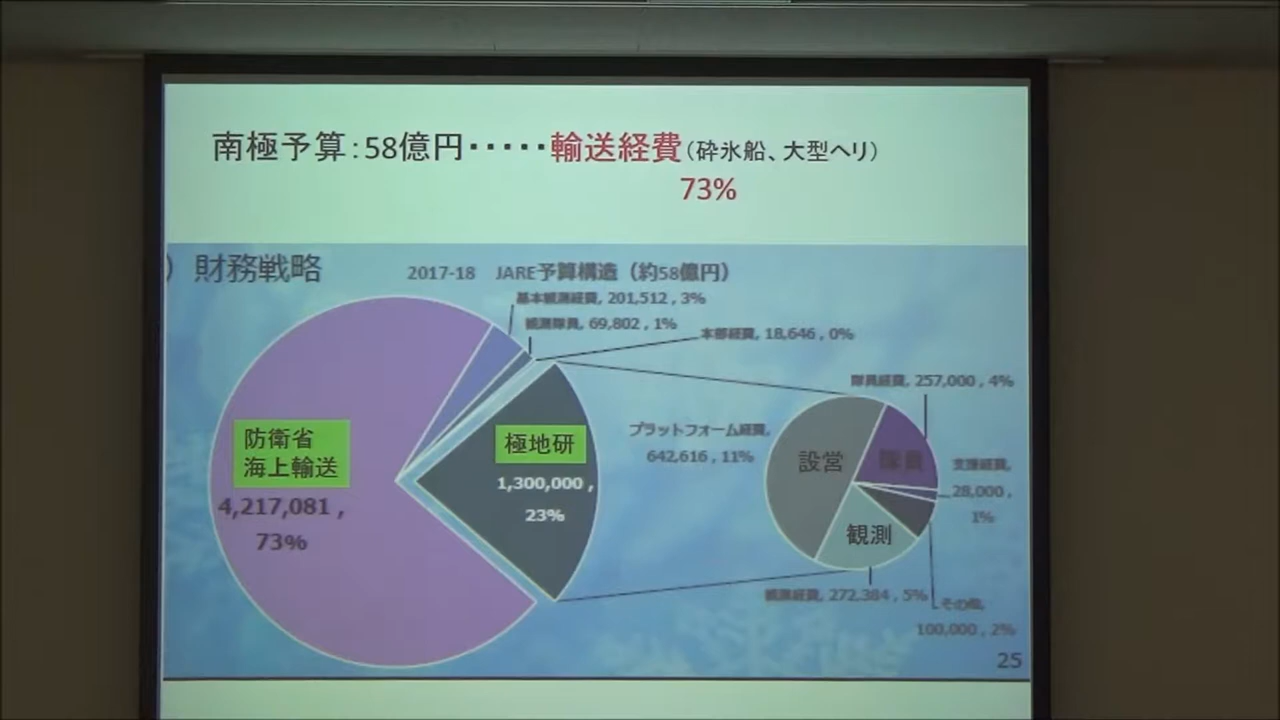 南極予算：58億円・・・・・輸送経費（砕氷船、大型ヘリ）
73%
）財務戦略
2017-18 JARE予算構造（約58億円）
基本観測経費, 201,512 , 3%
観測隊員, 69,802 , 1%
本部経費, 18,646 , 0%
隊員経費, 257,000 , 4%
防衛省
海上輸送
4,217,081 ,
73%
極地研
1,300,000 ,
23%
プラットフォーム経費,
642,616 , 11%
設営
隊員
支援経費,
28,000 ,
1%
観測
観測経費, 272,384 , 5%
その他,
100,000 , 2%
25